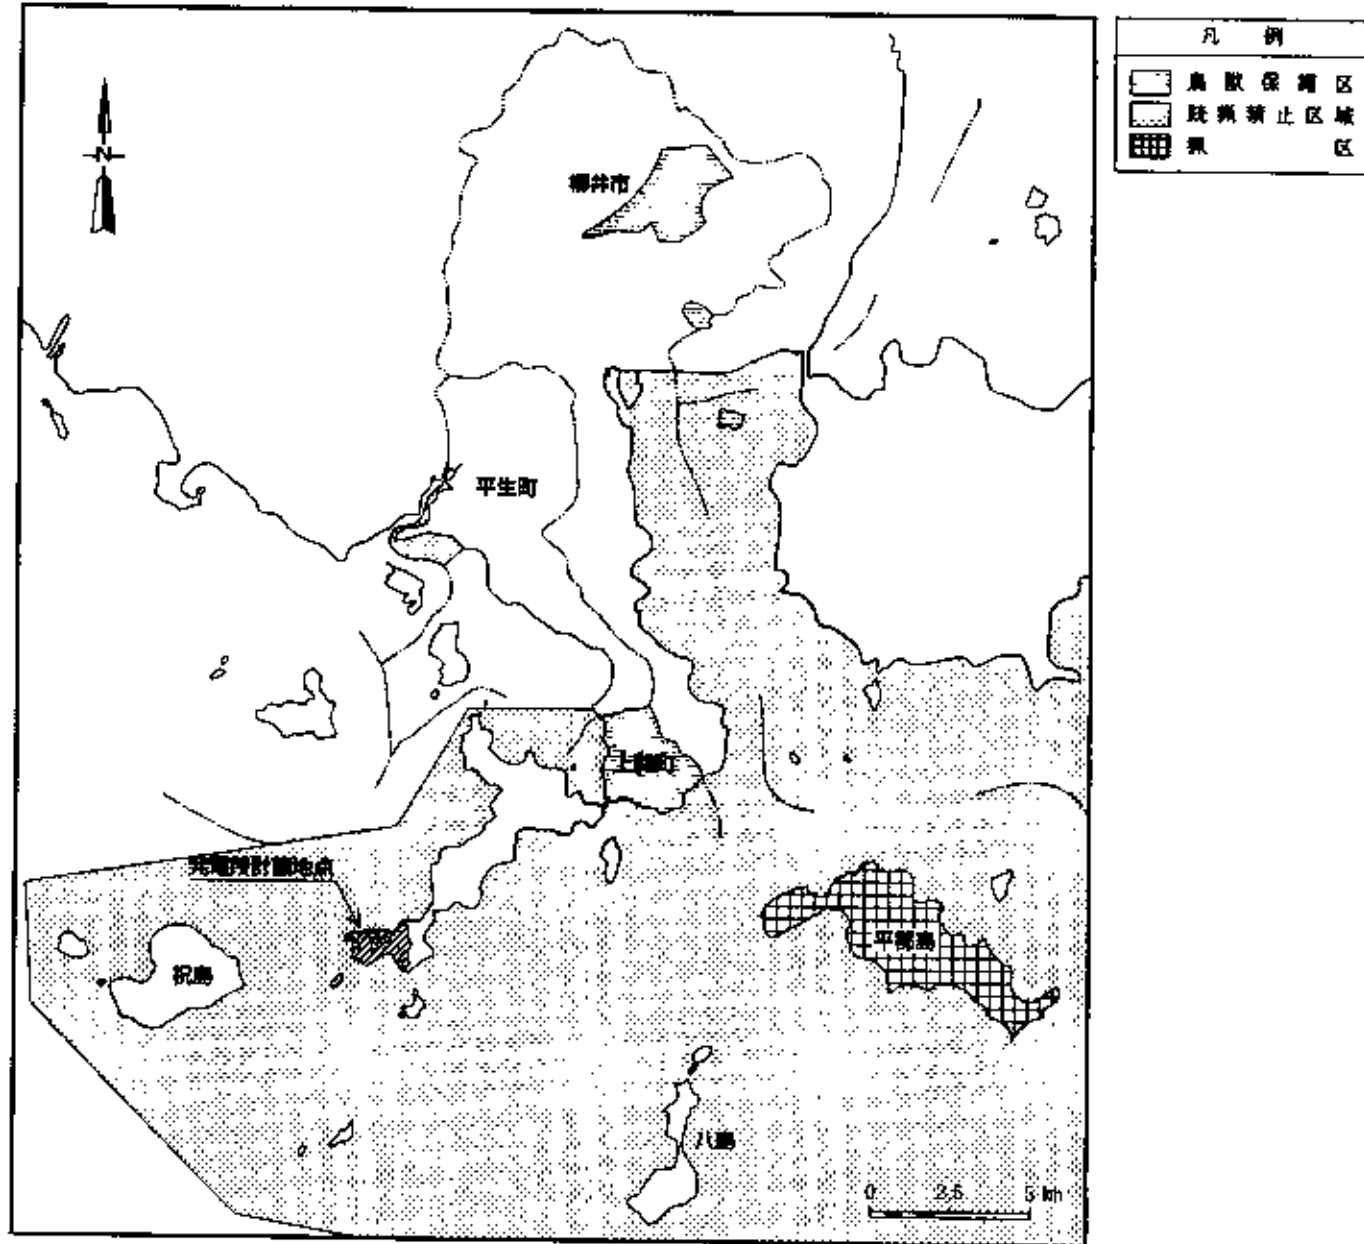 凡 例
鳥 獣 保 護 区
銃 猟 禁 止 区 域
猟 区
N
柳井市
平生町
上関町
発電所計画地点
祝島
平郡島
八島
0 2.5 5 km